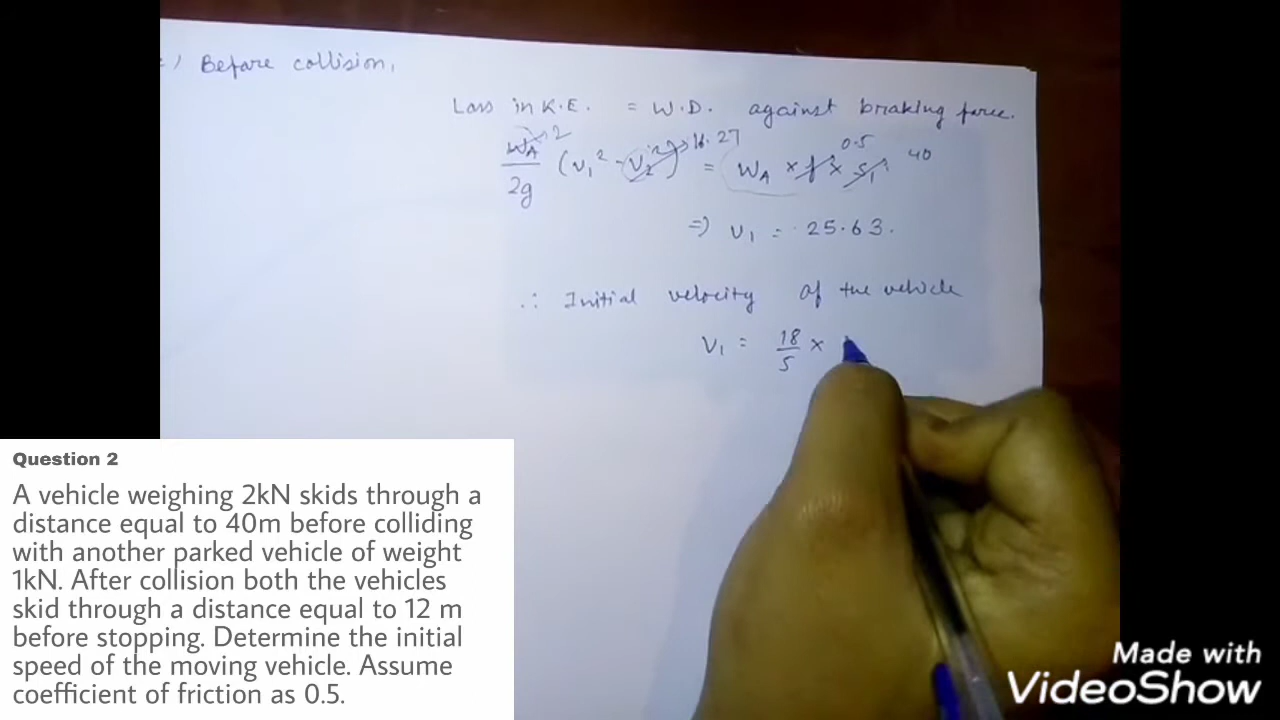 c) Before collision,
Loss in K.E. = W.D. against braking force.
W_A 2 / 2g (v₁² - v₂²) 16.27 = W_A × f × s₁ 0.5 40
=) v₁ = 25.63.
∴ Initial velocity of the vehicle
v₁ = 18/5 ×
Question 2
A vehicle weighing 2kN skids through a
distance equal to 40m before colliding
with another parked vehicle of weight
1kN. After collision both the vehicles
skid through a distance equal to 12 m
before stopping. Determine the initial
speed of the moving vehicle. Assume
coefficient of friction as 0.5.
Made with
VideoShow